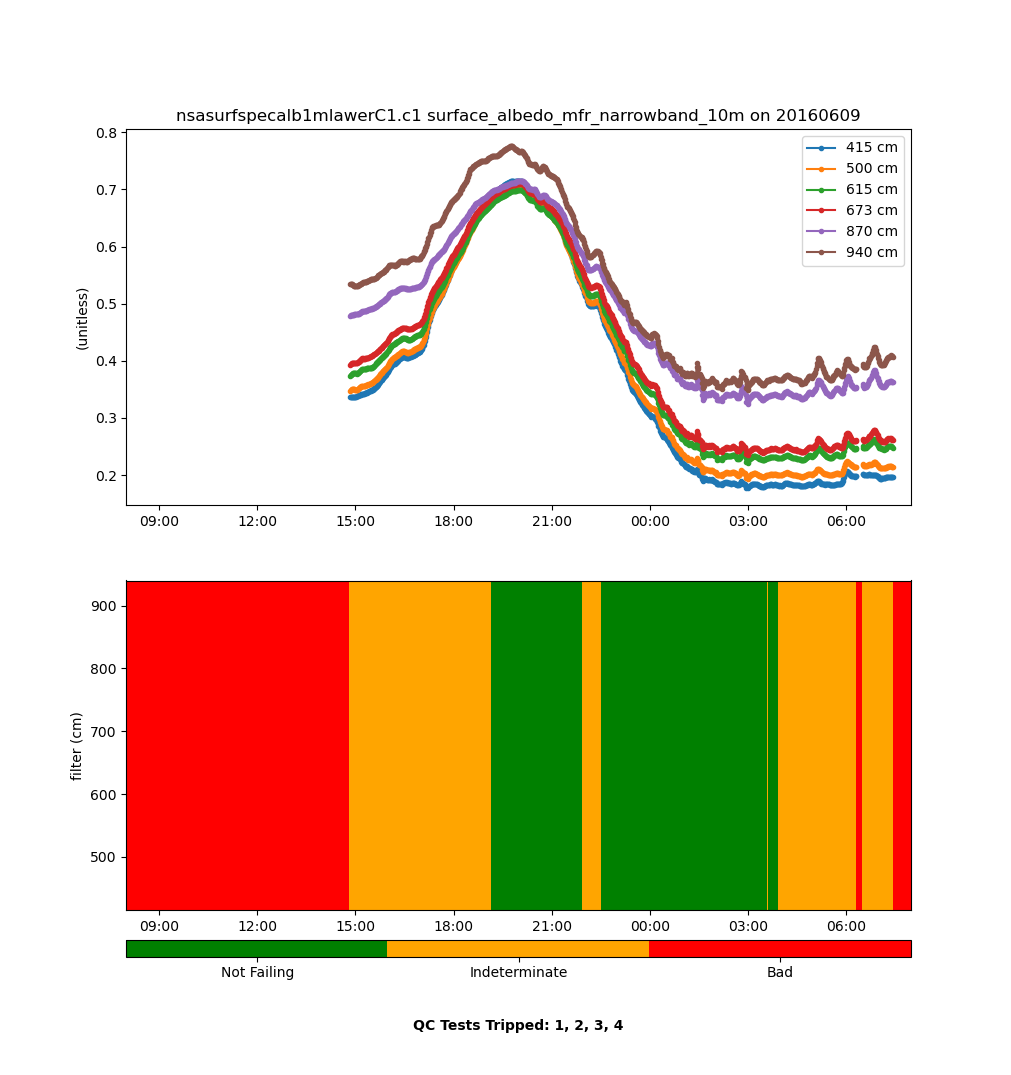 nsasurfspecalb1mlawerC1.c1 surface_albedo_mfr_narrowband_10m on 20160609
0.8
0.7
0.6
0.5
0.4
0.3
0.2
(unitless)
415 cm
500 cm
615 cm
673 cm
870 cm
940 cm
09:00 12:00 15:00 18:00 21:00 00:00 03:00 06:00
900
800
700
600
500
filter (cm)
09:00 12:00 15:00 18:00 21:00 00:00 03:00 06:00
Not Failing Indeterminate Bad
QC Tests Tripped: 1, 2, 3, 4